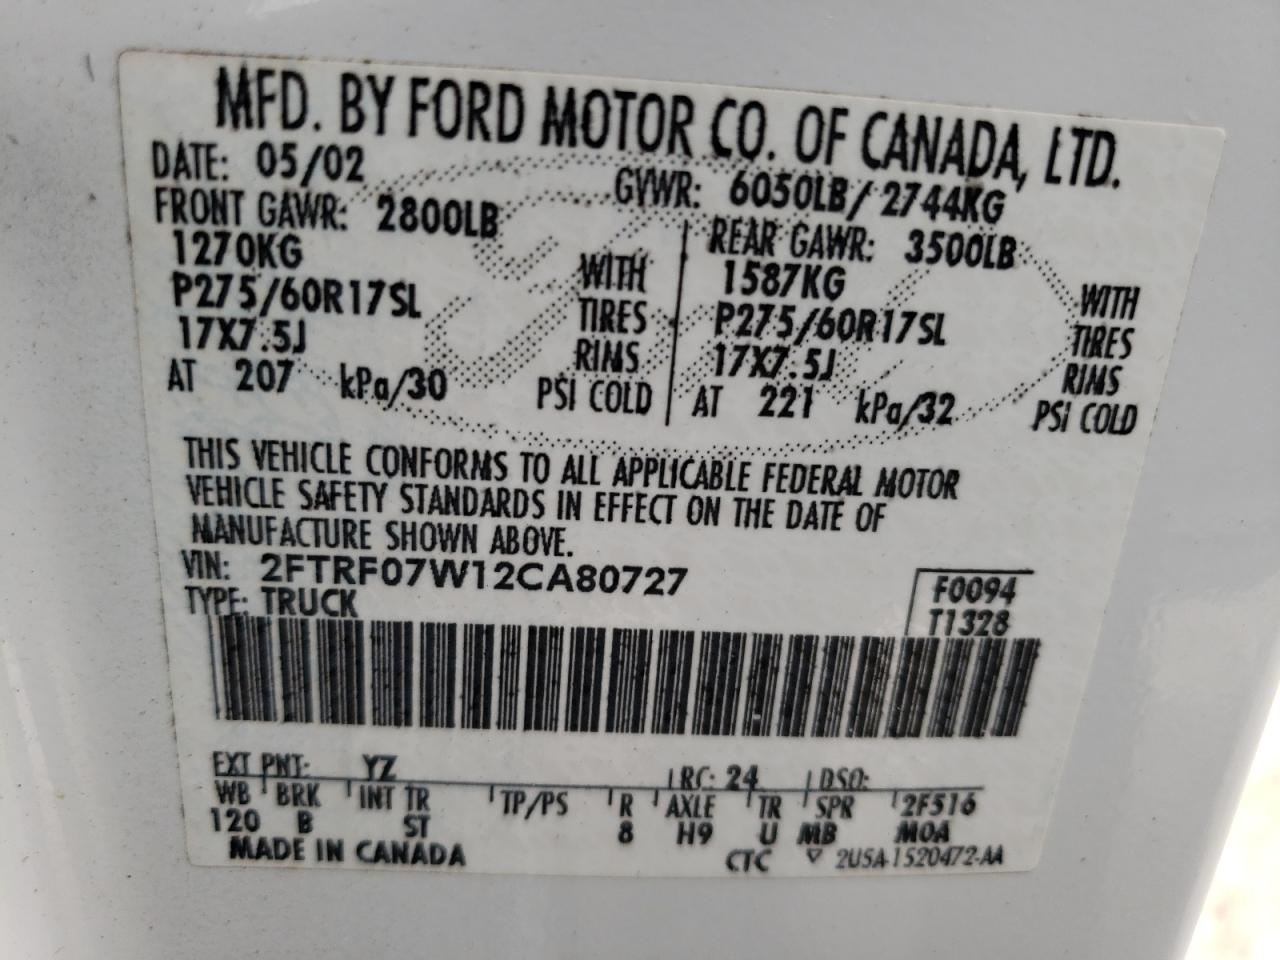 MFD. BY FORD MOTOR CO. OF CANADA, LTD.
DATE: 05/02 GVWR: 6050LB/2744KG
FRONT GAWR: 2800LB REAR GAWR: 3500LB
1270KG WITH 1587KG WITH
P275/60R17SL TIRES P275/60R17SL TIRES
17X7.5J RIMS 17X7.5J RIMS
AT 207 kPa/30 PSI COLD AT 221 kPa/32 PSI COLD
THIS VEHICLE CONFORMS TO ALL APPLICABLE FEDERAL MOTOR
VEHICLE SAFETY STANDARDS IN EFFECT ON THE DATE OF
MANUFACTURE SHOWN ABOVE.
VIN: 2FTRF07W12CA80727 F0094
TYPE: TRUCK T1328
EXT PNT: YZ RC: 24 DSO:
WB BRK INT TR TP/PS R AXLE TR SPR 2F516
120 B ST 8 H9 U MB MOA
MADE IN CANADA CTC ▽ 2U5A-1520472-AA